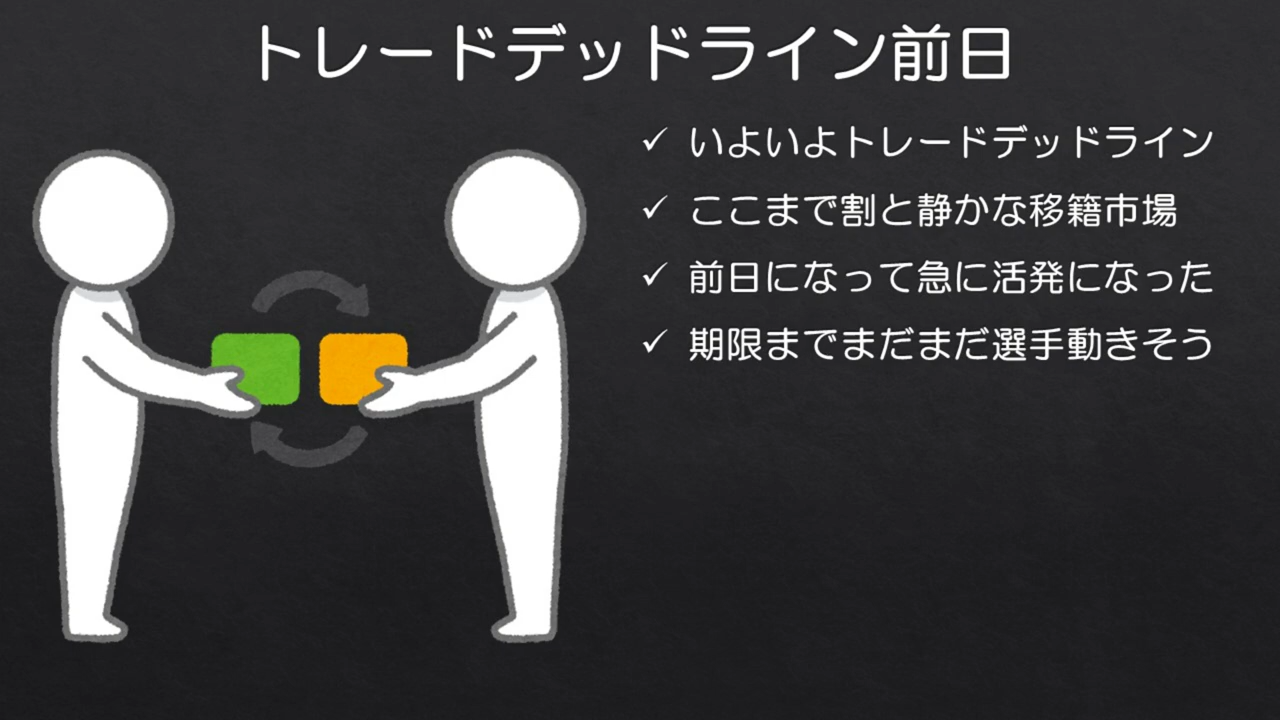 トレードデッドライン前日
✓ いよいよトレードデッドライン
✓ ここまで割と静かな移籍市場
✓ 前日になって急に活発になった
✓ 期限までまだまだ選手動きそう